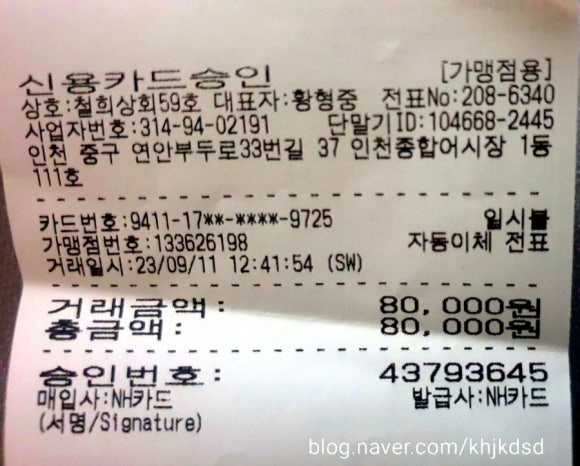 신용카드승인 [가맹점용]
상호:철희상회59호 대표자:황형중 전표No:208-6340
사업자번호:314-94-02191 단말기ID:104668-2445
인천 중구 연안부두로33번길 37 인천종합어시장 1동
111호
카드번호:9411-17**-****-9725 일시불
가맹점번호:133626198 자동이체 전표
거래일시:23/09/11 12:41:54 (SW)
거래금액: 80,000원
총금액: 80,000원
승인번호: 43793645
매입사:NH카드 발급사:NH카드
(서명/Signature)
blog.naver.com/khjkdsd